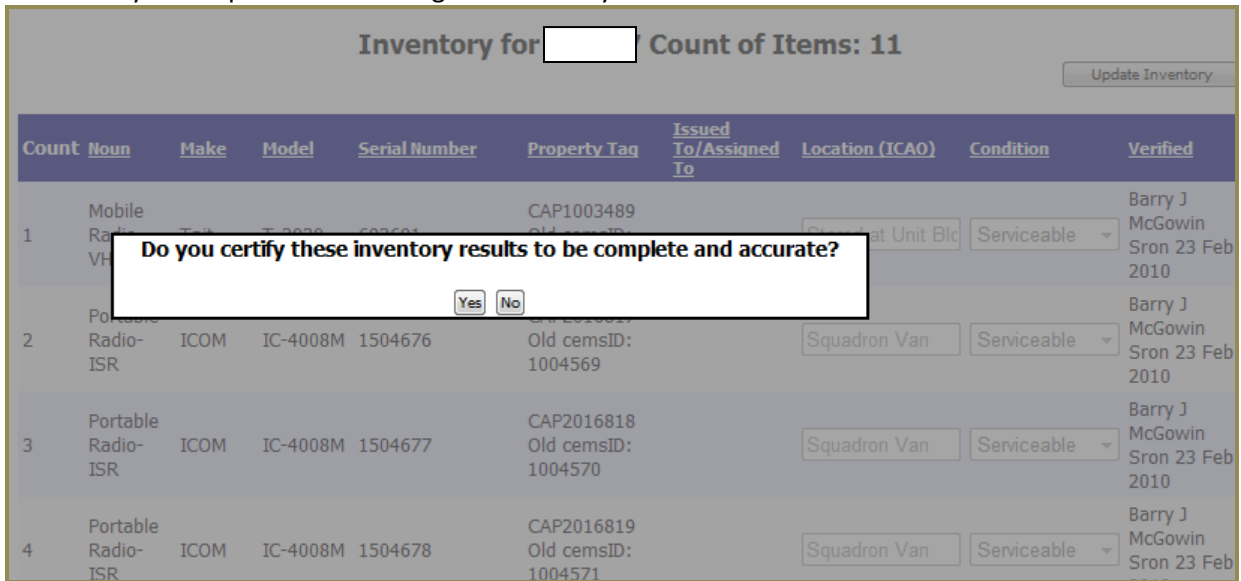 Inventory for Count of Items: 11
Update Inventory
Count Noun Make Model Serial Number Property Tag Issued To/Assigned To Location (ICAO) Condition Verified
Mobile
CAP1003489
Barry J
McGowin
1 Serviceable
Sron 23 Feb
2010
Do you certify these inventory results to be complete and accurate?
Yes No
Barry J
McGowin
2 Radio- ICOM IC-4008M 1504676 Old cemsID: Squadron Van Serviceable
Sron 23 Feb
ISR 1004569
2010
Portable CAP2016818
Barry J
McGowin
3 Radio- ICOM IC-4008M 1504677 Old cemsID: Squadron Van Serviceable
Sron 23 Feb
ISR 1004570
2010
Portable CAP2016819
Barry J
McGowin
4 Radio- ICOM IC-4008M 1504678 Old cemsID: Squadron Van Serviceable
Sron 23 Feb
ISR 1004571